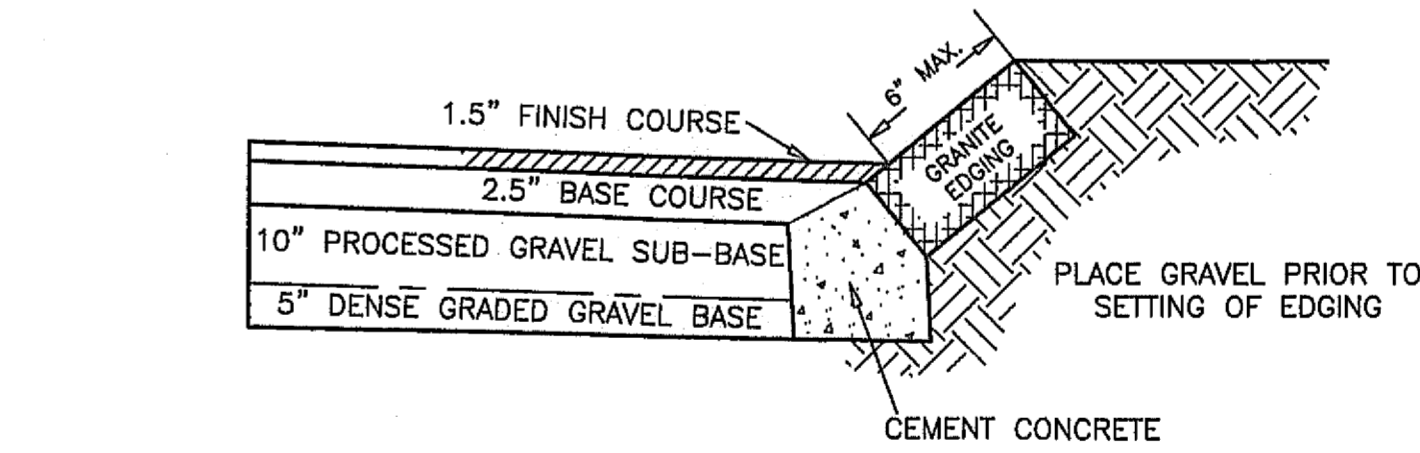 6" MAX.
1.5" FINISH COURSE
GRANITE
EDGING
2.5" BASE COURSE
10" PROCESSED GRAVEL SUB-BASE
PLACE GRAVEL PRIOR TO
SETTING OF EDGING
5" DENSE GRADED GRAVEL BASE
CEMENT CONCRETE